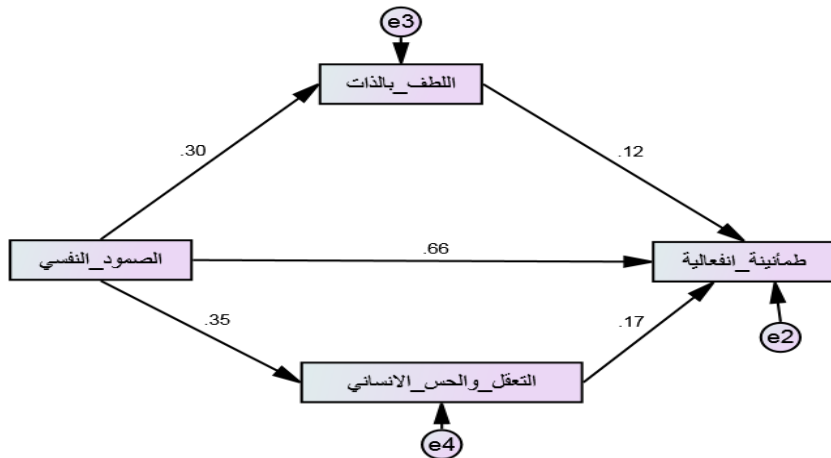 e3
اللطف_بالذات
.30
.12
الصمود_النفسي
.66
طمأنينة_انفعالية
.35
.17
e2
التعقل_والحس_الانساني
e4